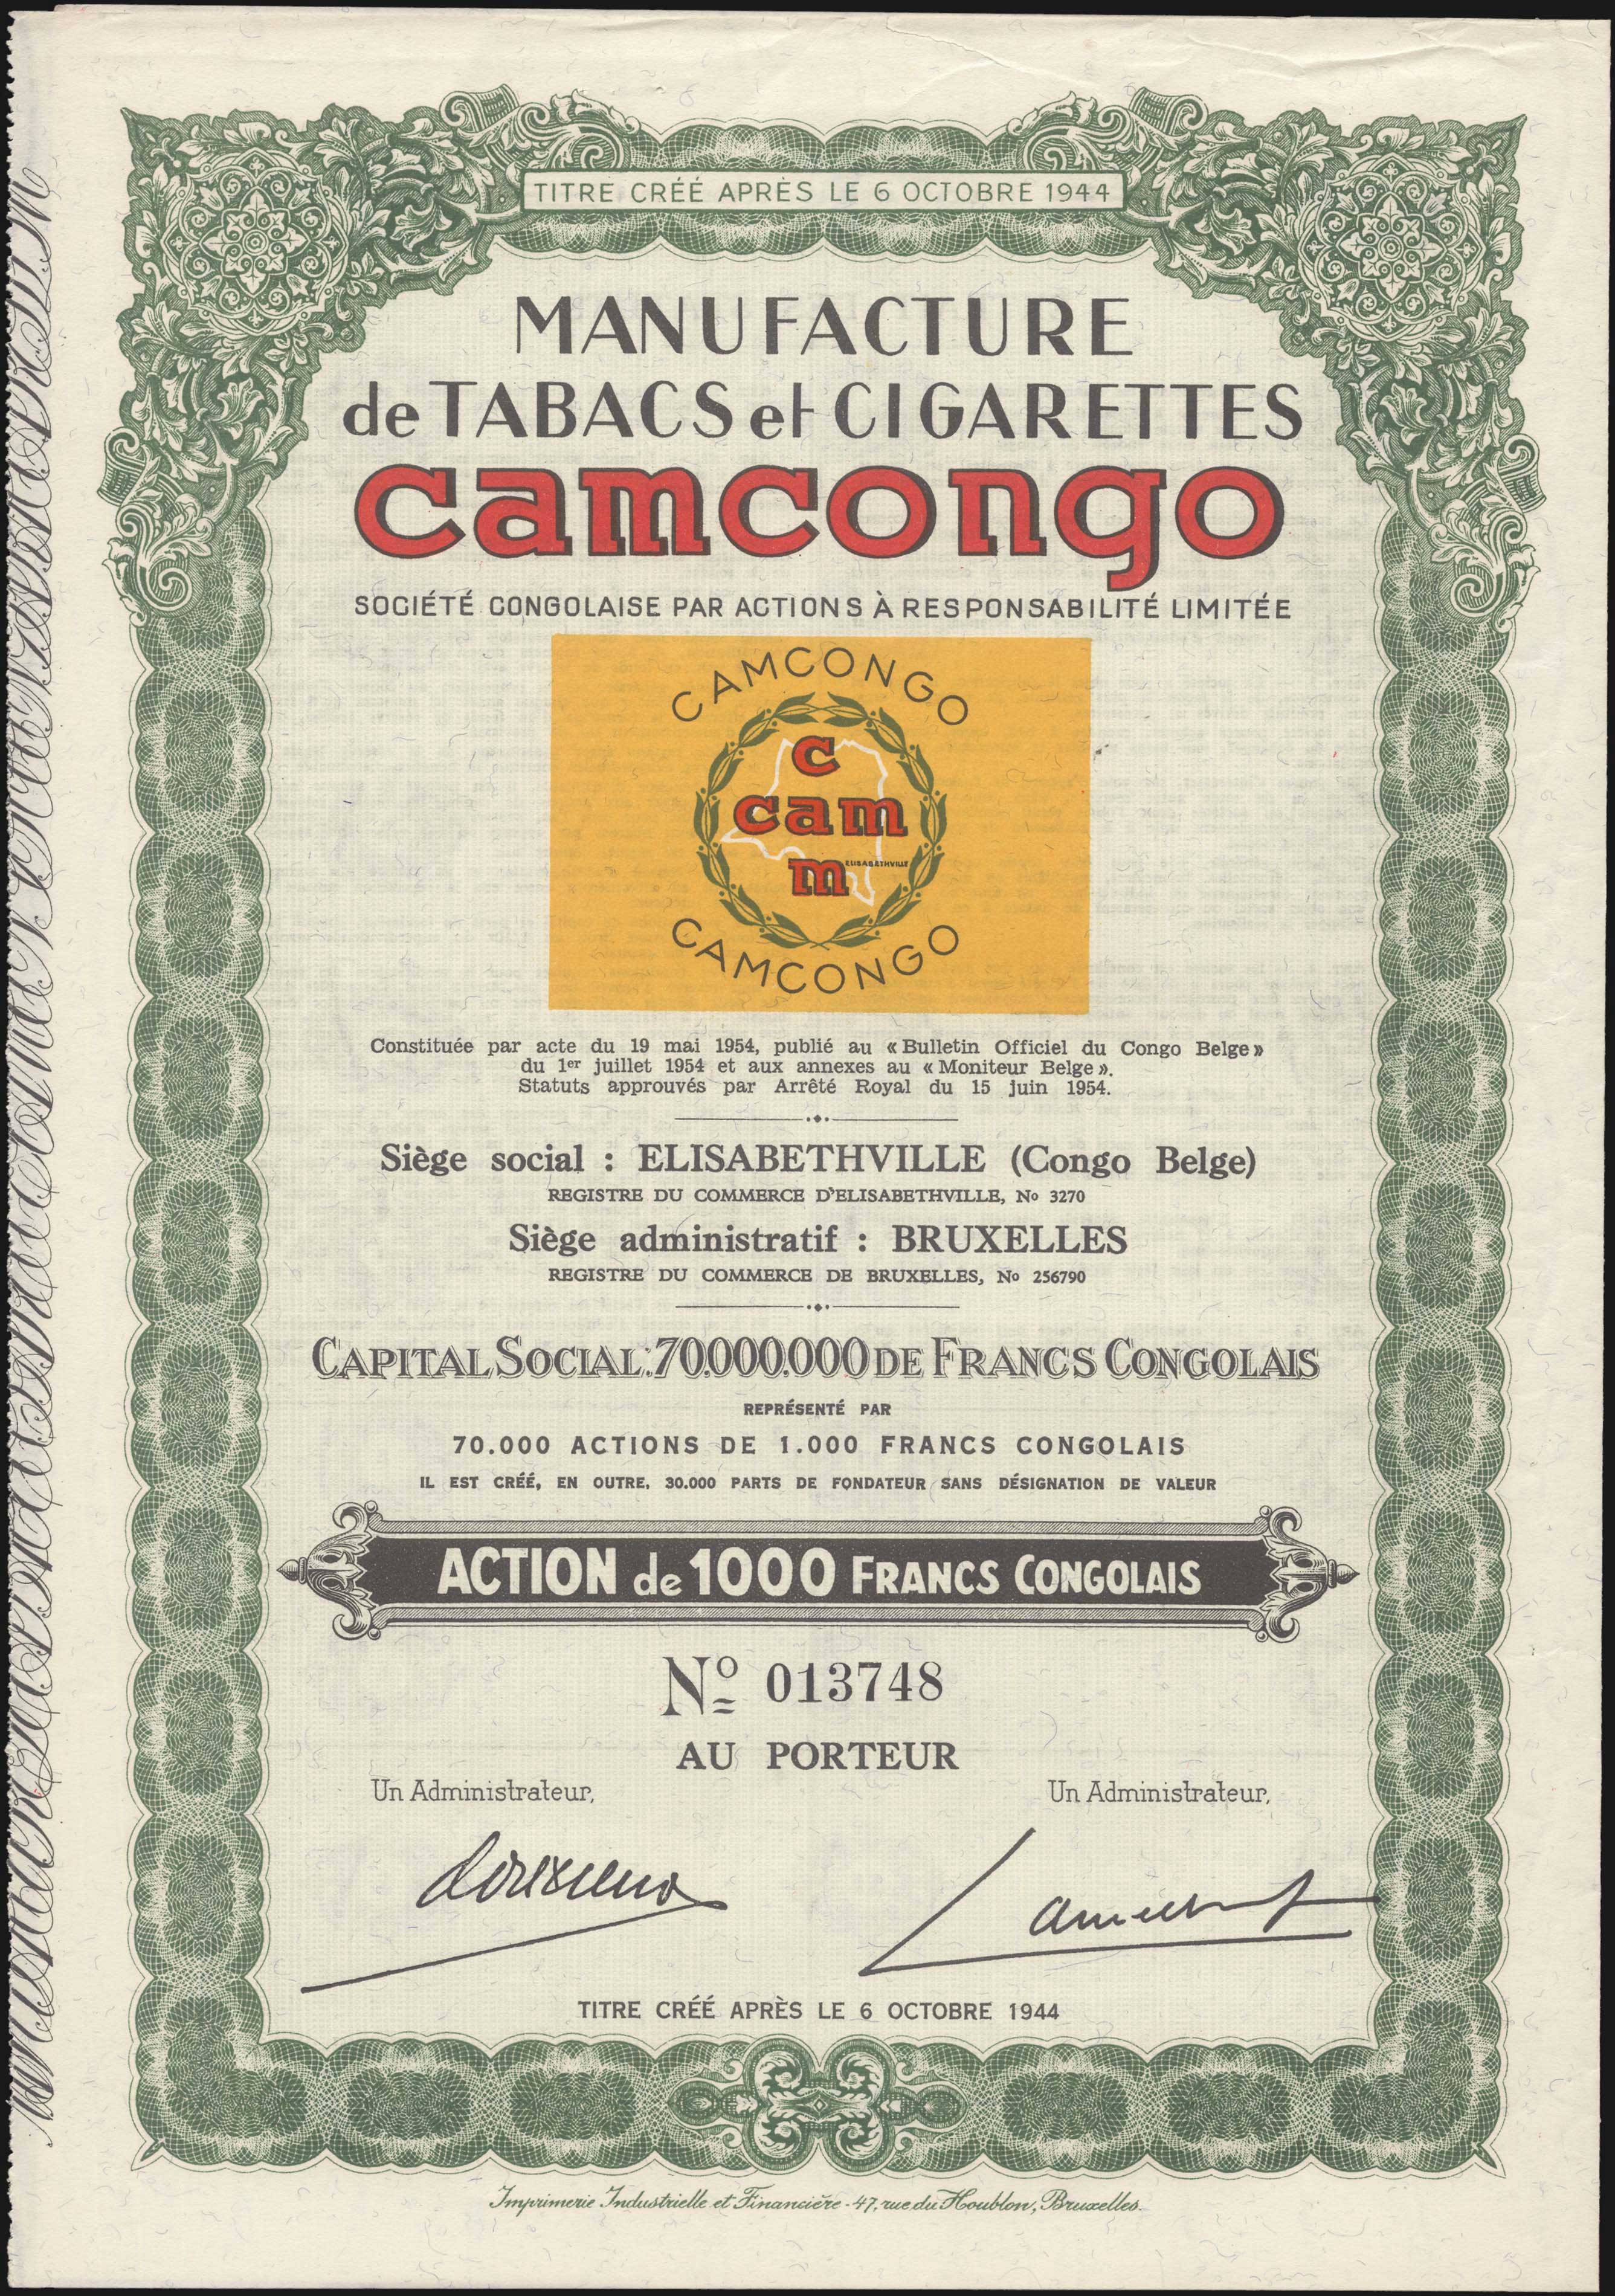 TITRE CRÉÉ APRÈS LE 6 OCTOBRE 1944
MANUFACTURE
de TABACS et CIGARETTES
camcongo
SOCIÉTÉ CONGOLAISE PAR ACTIONS À RESPONSABILITÉ LIMITÉE
CAMCONGO
c
cam
m
ELISABETHVILLE
CAMCONGO
Constituée par acte du 19 mai 1954, publié au « Bulletin Officiel du Congo Belge »
du 1er juillet 1954 et aux annexes au « Moniteur Belge ».
Statuts approuvés par Arrêté Royal du 15 juin 1954.
Siège social : ELISABETHVILLE (Congo Belge)
REGISTRE DU COMMERCE D'ELISABETHVILLE, No 3270
Siège administratif : BRUXELLES
REGISTRE DU COMMERCE DE BRUXELLES, No 256790
CAPITAL SOCIAL: 70.000.000 DE FRANCS CONGOLAIS
REPRÉSENTÉ PAR
70.000 ACTIONS DE 1.000 FRANCS CONGOLAIS
IL EST CRÉÉ, EN OUTRE, 30.000 PARTS DE FONDATEUR SANS DÉSIGNATION DE VALEUR
ACTION de 1000 FRANCS CONGOLAIS
Nº 013748
AU PORTEUR
Un Administrateur, Un Administrateur,
TITRE CRÉÉ APRÈS LE 6 OCTOBRE 1944
Imprimerie Industrielle et Financière - 47, rue du Houblon, Bruxelles.